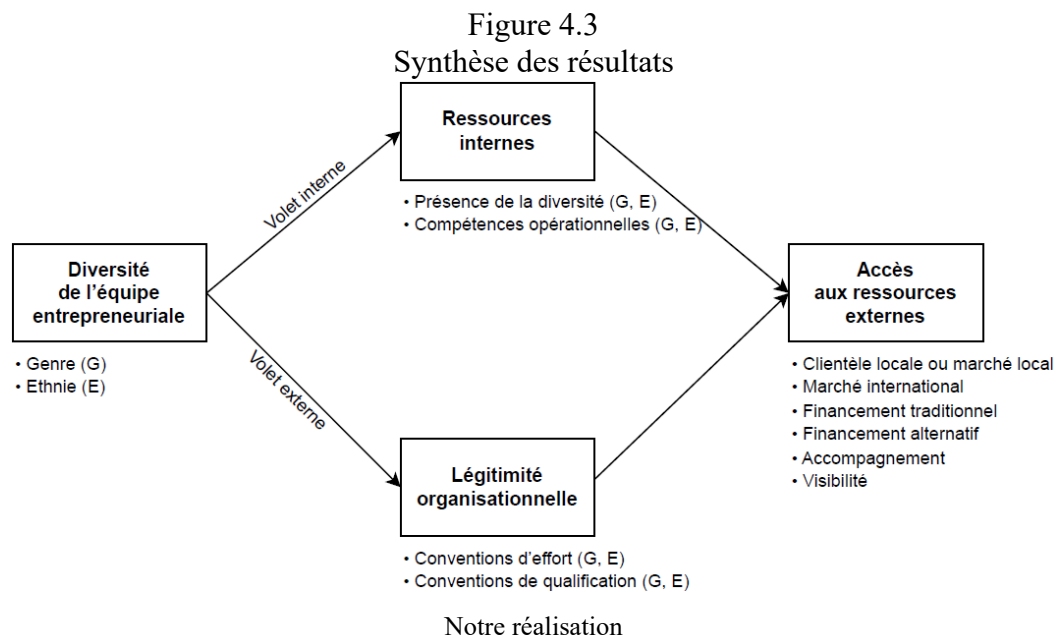 Figure 4.3
Synthèse des résultats
Ressources
internes
Volet interne
• Présence de la diversité (G, E)
• Compétences opérationnelles (G, E)
Diversité
de l'équipe
entrepreneuriale
• Genre (G)
• Ethnie (E)
Accès
aux ressources
externes
• Clientèle locale ou marché local
• Marché international
• Financement traditionnel
• Financement alternatif
• Accompagnement
• Visibilité
Volet externe
Légitimité
organisationnelle
• Conventions d'effort (G, E)
• Conventions de qualification (G, E)
Notre réalisation